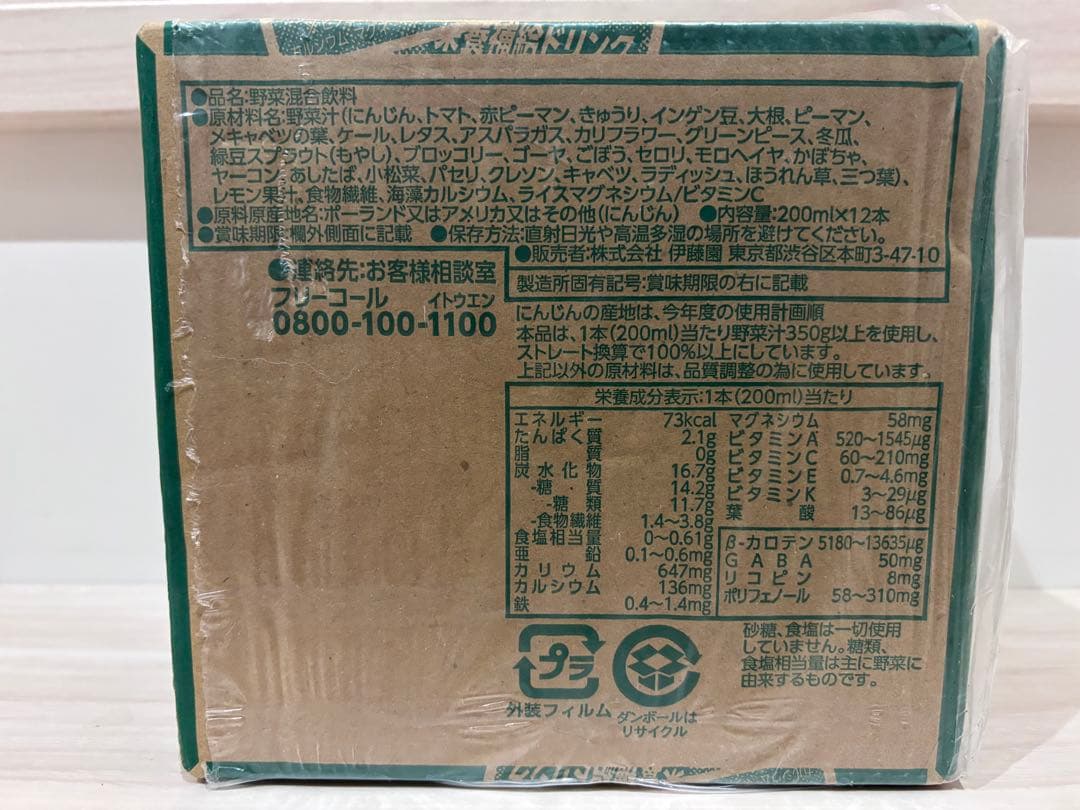 栄養補給ドリンク
●品名:野菜混合飲料
●原材料名:野菜汁(にんじん、トマト、赤ピーマン、きゅうり、インゲン豆、大根、ピーマン、
メキャベツの葉、ケール、レタス、アスパラガス、カリフラワー、グリーンピース、冬瓜、
緑豆スプラウト(もやし)、ブロッコリー、ゴーヤ、ごぼう、セロリ、モロヘイヤ、かぼちゃ、
ヤーコン、あしたば、小松菜、パセリ、クレソン、キャベツ、ラディッシュ、ほうれん草、三つ葉)、
レモン果汁、食物繊維、海藻カルシウム、ライスマグネシウム/ビタミンC
●原料原産地名:ポーランド又はアメリカ又はその他(にんじん) ●内容量:200ml×12本
●賞味期限:欄外側面に記載 ●保存方法:直射日光や高温多湿の場所を避けてください。
●販売者:株式会社 伊藤園 東京都渋谷区本町3-47-10
製造所固有記号:賞味期限の右に記載
●連絡先:お客様相談室
フリーコール イトウエン
0800-100-1100
にんじんの産地は、今年度の使用計画順
本品は、1本(200ml)当たり野菜汁350g以上を使用し、
ストレート換算で100%以上にしています。
上記以外の原材料は、品質調整の為に使用しています。
栄養成分表示:1本(200ml)当たり
エネルギー 73kcal
たんぱく質 2.1g
脂質 0g
炭水化物 16.7g
-糖質 14.2g
-糖類 11.7g
-食物繊維 1.4~3.8g
食塩相当量 0~0.61g
亜鉛 0.1~0.6mg
カリウム 647mg
カルシウム 136mg
鉄 0.4~1.4mg
マグネシウム 58mg
ビタミンA 520~1545μg
ビタミンC 60~210mg
ビタミンE 0.7~4.6mg
ビタミンK 3~29μg
葉酸 13~86μg
β-カロテン 5180~13635μg
GABA 50mg
リコピン 8mg
ポリフェノール 58~310mg
プラ
外装フィルム
ダンボールは
リサイクル
砂糖、食塩は一切使用
していません。糖類、
食塩相当量は主に野菜に
由来するものです。